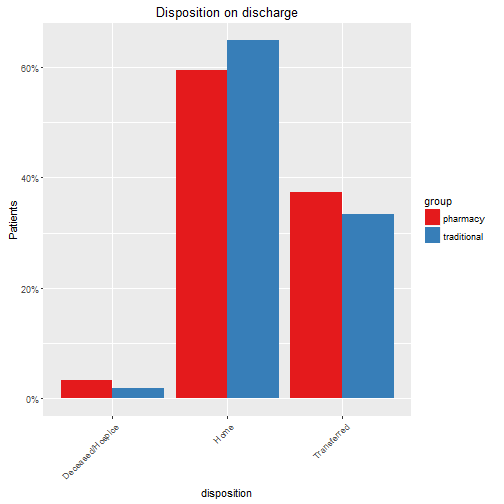 Disposition on discharge
Patients
60%
40%
20%
0%
Deceased/Hospice
Home
Transferred
disposition
group
pharmacy
traditional